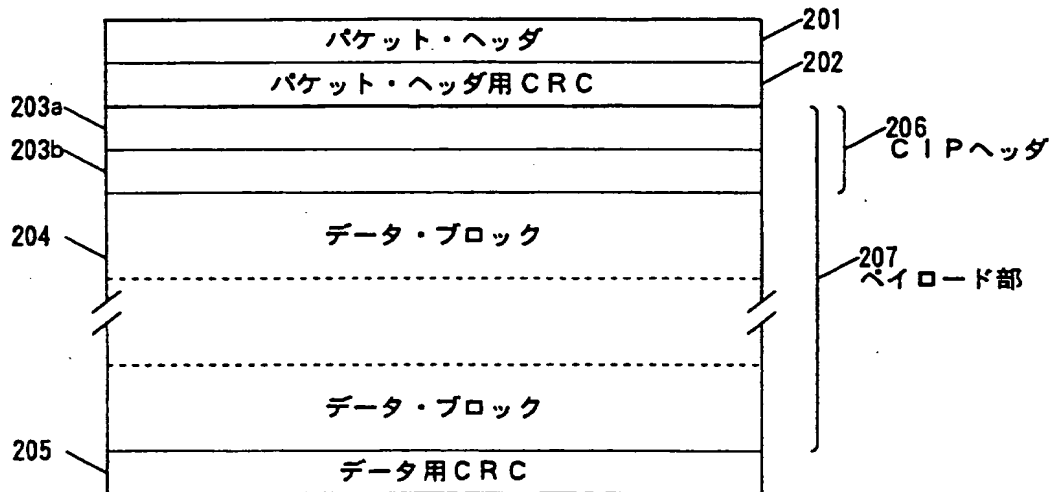 パケット・ヘッダ
201
パケット・ヘッダ用CRC
202
203a
203b
206
CIPヘッダ
204
データ・ブロック
207
ペイロード部
データ・ブロック
205
データ用CRC